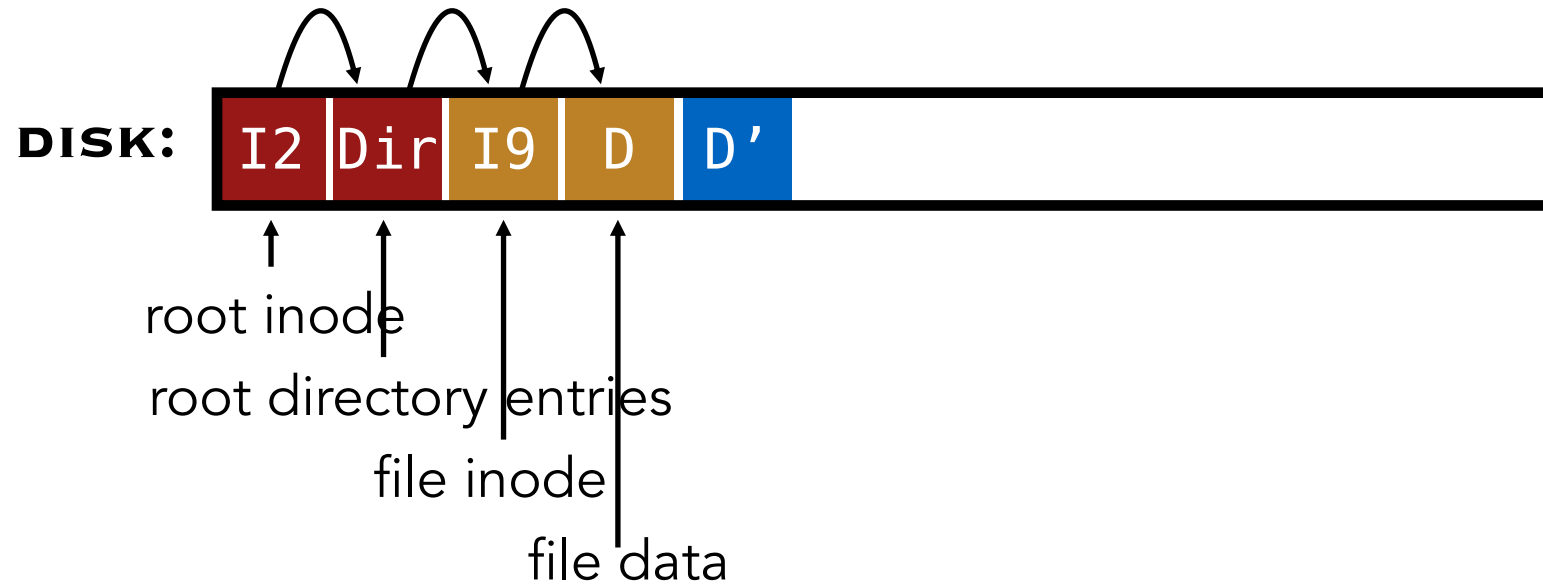 DISK: I2 Dir I9 D D’
root inode
root directory entries
file inode
file data